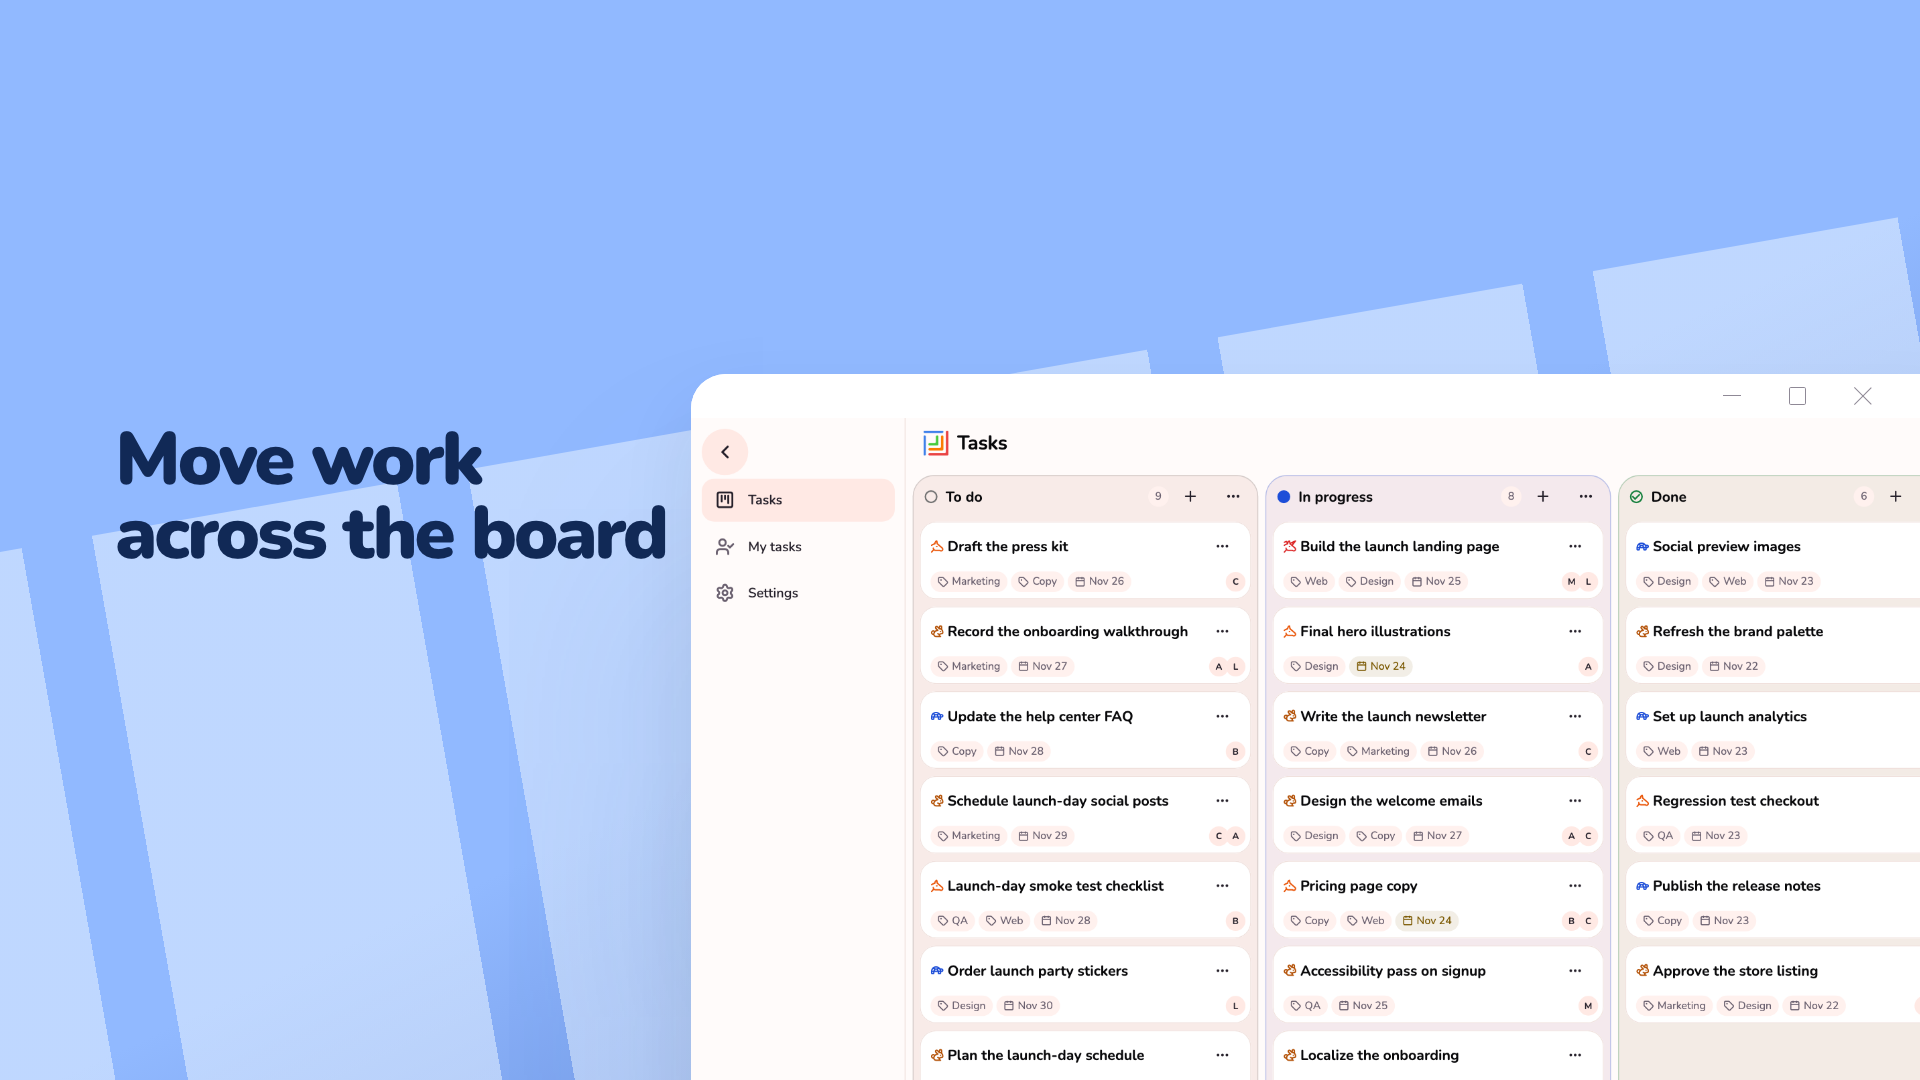 Move work
across the board
Tasks
My tasks
Settings
Tasks
To do 9
Draft the press kit
Marketing Copy Nov 26 C
Record the onboarding walkthrough
Marketing Nov 27 A L
Update the help center FAQ
Copy Nov 28 B
Schedule launch-day social posts
Marketing Nov 29 C A
Launch-day smoke test checklist
QA Web Nov 28 B
Order launch party stickers
Design Nov 30 L
Plan the launch-day schedule
In progress 8
Build the launch landing page
Web Design Nov 25 M L
Final hero illustrations
Design Nov 24 A
Write the launch newsletter
Copy Marketing Nov 26 C
Design the welcome emails
Design Copy Nov 27 A C
Pricing page copy
Copy Web Nov 24 B C
Accessibility pass on signup
QA Nov 25 M
Localize the onboarding
Done 6
Social preview images
Design Web Nov 23
Refresh the brand palette
Design Nov 22
Set up launch analytics
Web Nov 23
Regression test checkout
QA Nov 23
Publish the release notes
Copy Nov 23
Approve the store listing
Marketing Design Nov 22